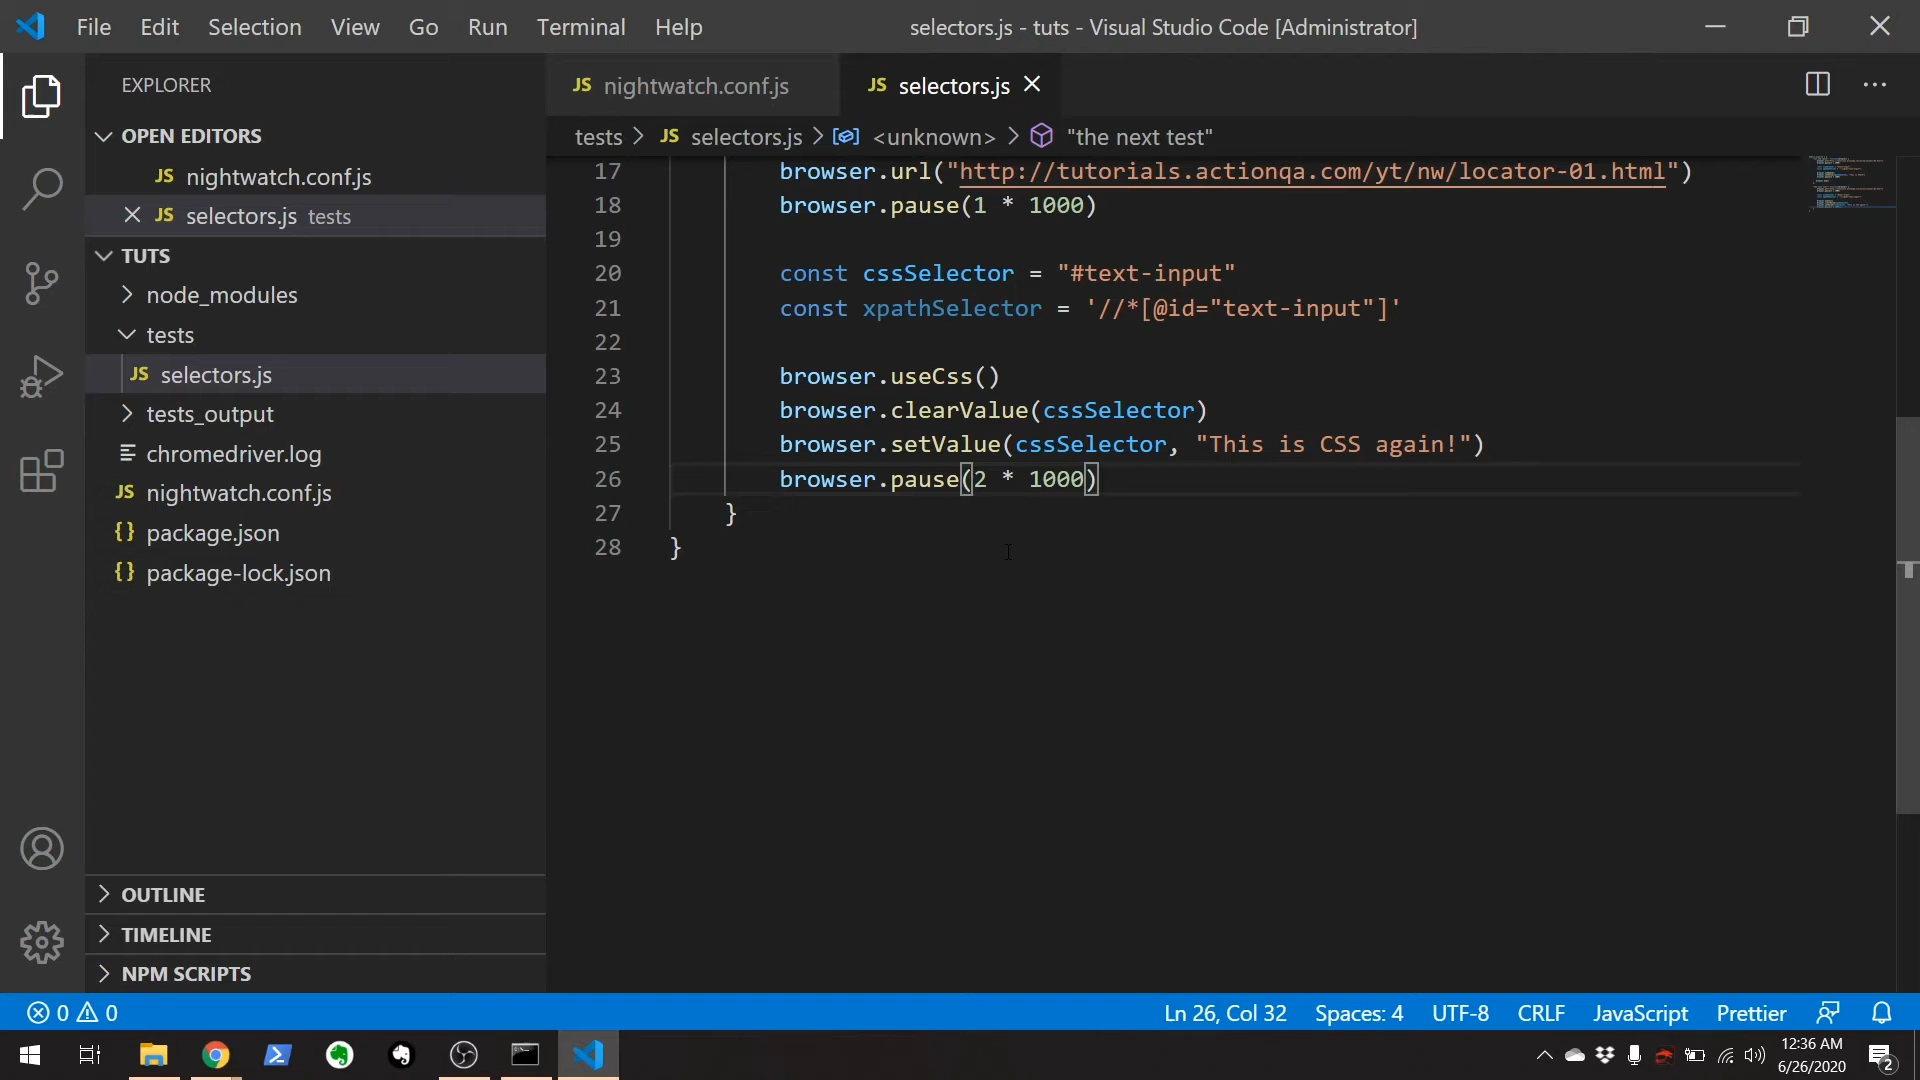 File Edit Selection View Go Run Terminal Help selectors.js - tuts - Visual Studio Code [Administrator]
EXPLORER
OPEN EDITORS
JS nightwatch.conf.js
JS selectors.js tests
TUTS
node_modules
tests
JS selectors.js
tests_output
chromedriver.log
JS nightwatch.conf.js
{} package.json
{} package-lock.json
OUTLINE
TIMELINE
NPM SCRIPTS
JS nightwatch.conf.js JS selectors.js
tests > JS selectors.js > <unknown> > "the next test"
17 browser.url("http://tutorials.actionqa.com/yt/nw/locator-01.html")
18 browser.pause(1 * 1000)
19
20 const cssSelector = "#text-input"
21 const xpathSelector = '//*[@id="text-input"]'
22
23 browser.useCss()
24 browser.clearValue(cssSelector)
25 browser.setValue(cssSelector, "This is CSS again!")
26 browser.pause(2 * 1000)
27 }
28 }
0 0 Ln 26, Col 32 Spaces: 4 UTF-8 CRLF JavaScript Prettier
12:36 AM
6/26/2020
2